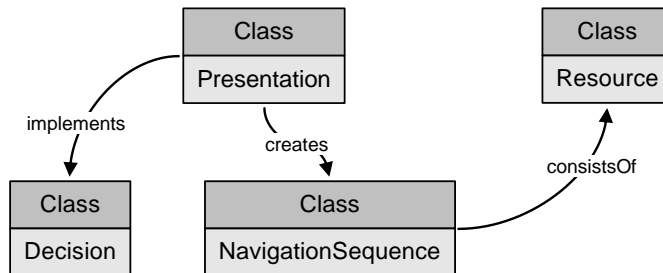 Class
Presentation
Class
Resource
implements
creates
consistsOf
Class
Decision
Class
NavigationSequence